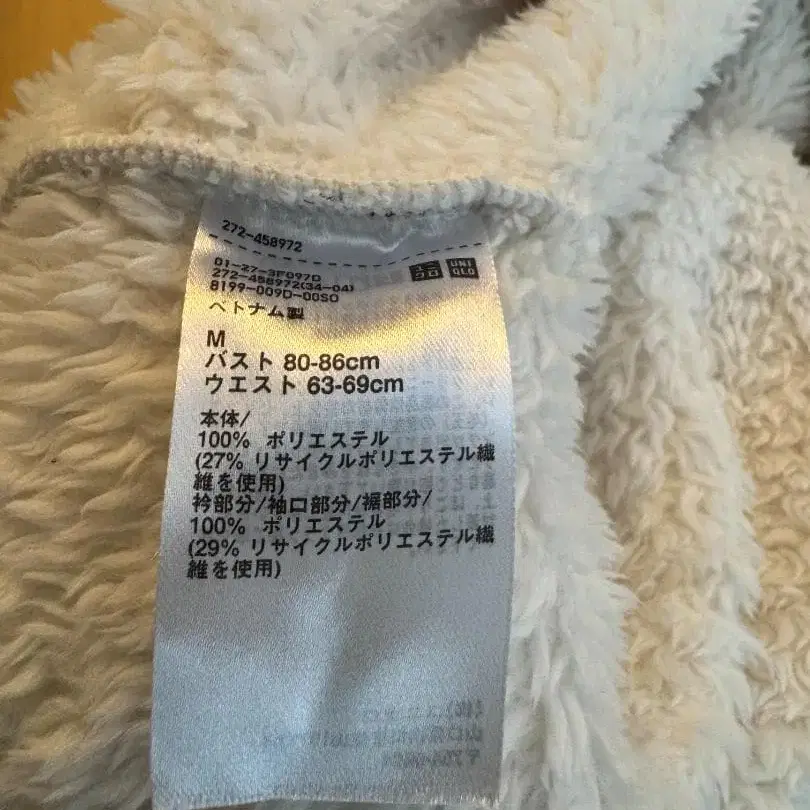 272-458972
01-27-3F097D
272-458972(34-04)
8199-009D-00SO
ユニクロ UNIQLO
ベトナム製
M
バスト 80-86cm
ウエスト 63-69cm
本体/
100% ポリエステル
(27% リサイクルポリエステル繊
維を使用)
衿部分/袖口部分/裾部分/
100% ポリエステル
(29% リサイクルポリエステル繊
維を使用)